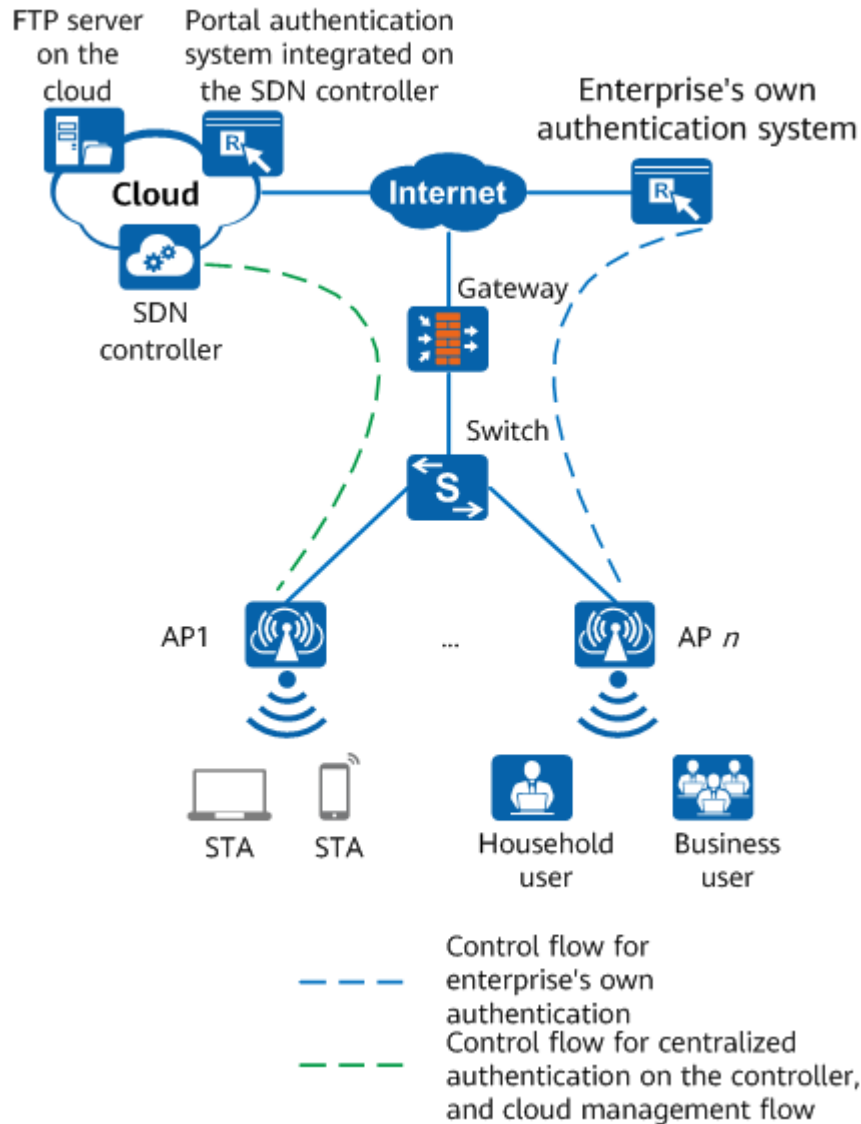 FTP server
on the
cloud
Portal authentication
system integrated on
the SDN controller
Enterprise's own
authentication system
R
R
Cloud
Internet
SDN
controller
Gateway
Switch
S
AP1
...
AP n
STA
STA
Household
user
Business
user
Control flow for
enterprise's own
authentication
Control flow for centralized
authentication on the controller,
and cloud management flow